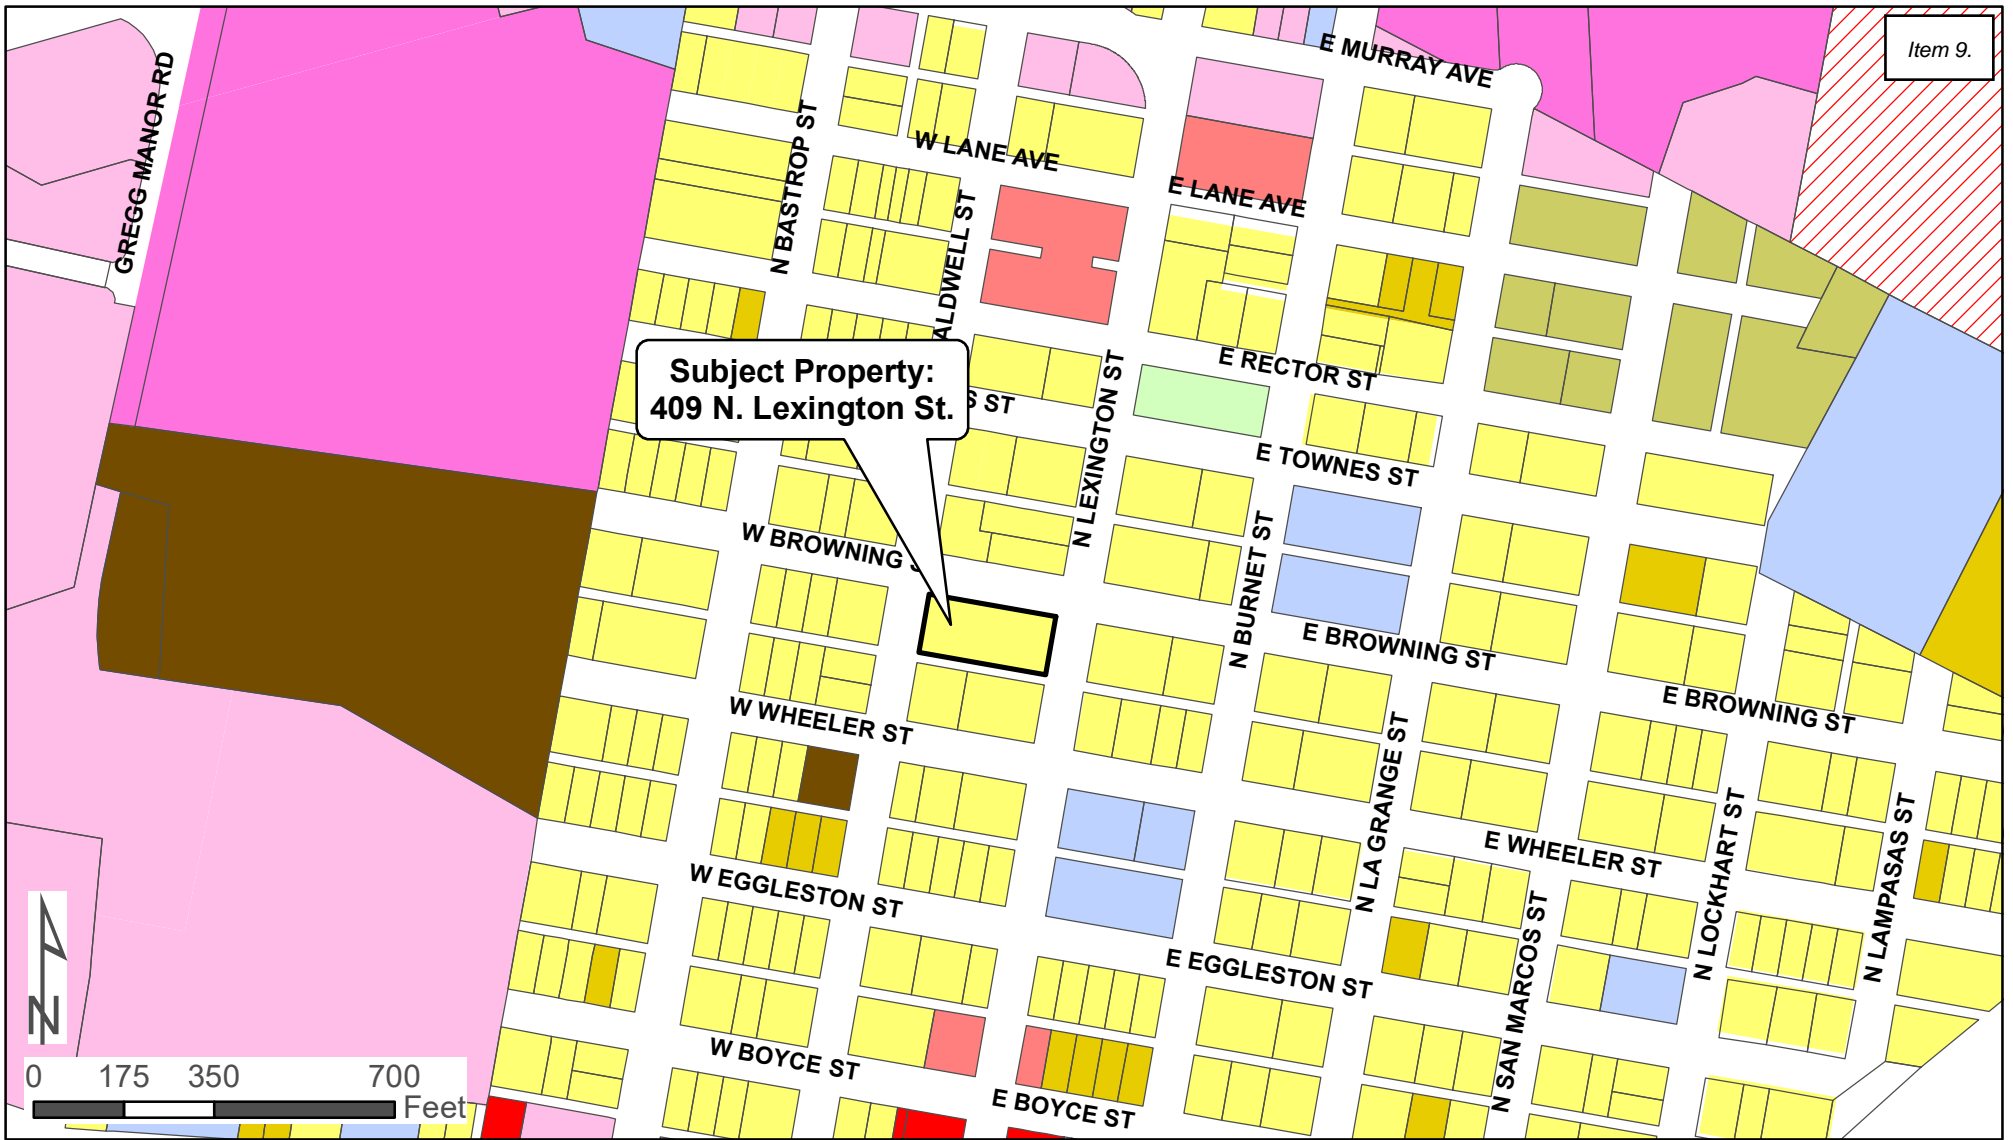 Item 9.
E MURRAY AVE
GREGG MANOR RD
N BASTROP ST
W LANE AVE
E LANE AVE
ALDWELL ST
Subject Property:
409 N. Lexington St.
S ST
E RECTOR ST
N LEXINGTON ST
E TOWNES ST
W BROWNING
N BURNET ST
E BROWNING ST
E BROWNING ST
W WHEELER ST
N LA GRANGE ST
E WHEELER ST
N LOCKHART ST
N LAMPASAS ST
W EGGLESTON ST
N SAN MARCOS ST
E EGGLESTON ST
W BOYCE ST
E BOYCE ST
N
0 175 350 700
Feet